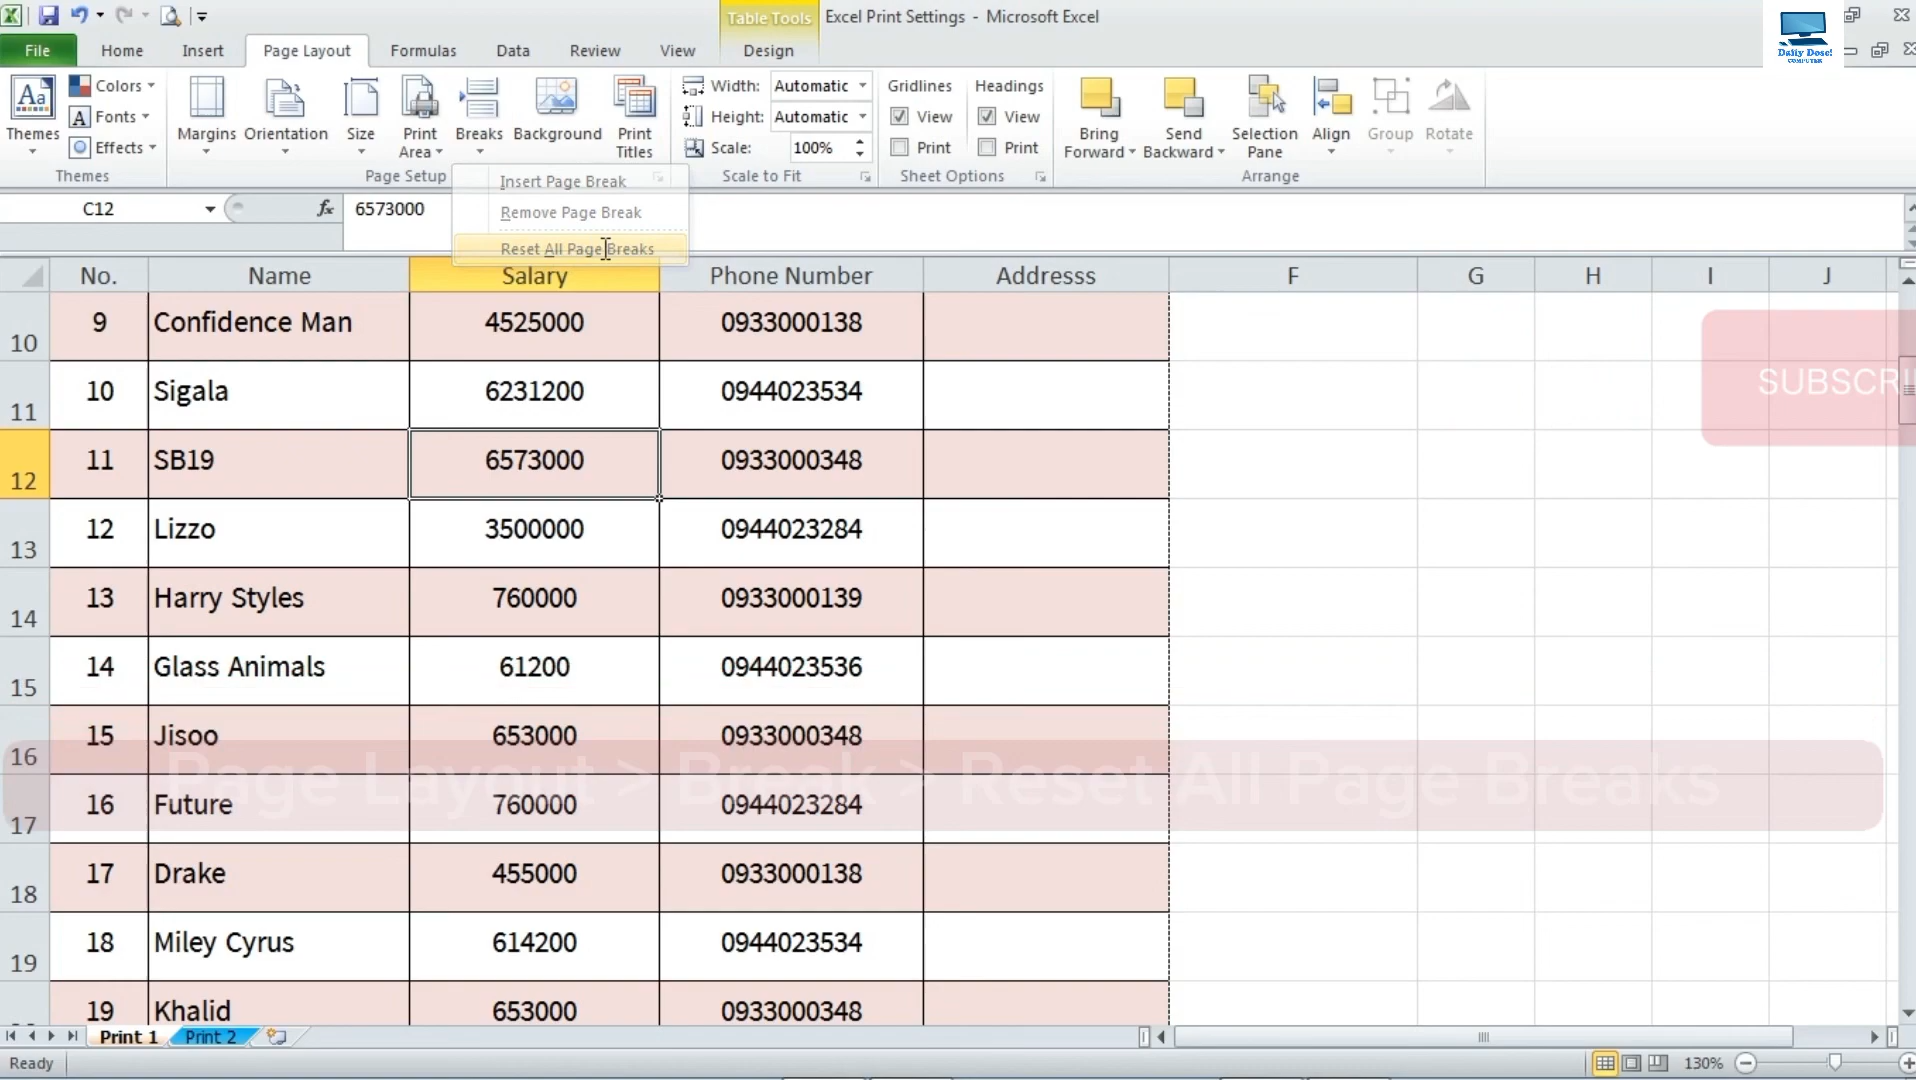 Table Tools
Excel Print Settings - Microsoft Excel
Daily Dose!
COMPUTER
File
Home
Insert
Page Layout
Formulas
Data
Review
View
Design
Colors
Fonts
Effects
Themes
Themes
Margins
Orientation
Size
Print
Area
Breaks
Background
Print
Titles
Page Setup
Width: Automatic
Height: Automatic
Scale: 100%
Scale to Fit
Gridlines
View
Print
Headings
View
Print
Sheet Options
Bring
Forward
Send
Backward
Selection
Pane
Align
Group
Rotate
Arrange
Insert Page Break
Remove Page Break
Reset All Page Breaks
C12
fx
6573000
No. Name Salary Phone Number Addresss F G H I J
10 9 Confidence Man 4525000 0933000138
11 10 Sigala 6231200 0944023534
12 11 SB19 6573000 0933000348
13 12 Lizzo 3500000 0944023284
14 13 Harry Styles 760000 0933000139
15 14 Glass Animals 61200 0944023536
16 15 Jisoo 653000 0933000348
17 16 Future 760000 0944023284
18 17 Drake 455000 0933000138
19 18 Miley Cyrus 614200 0944023534
19 Khalid 653000 0933000348
SUBSCRI
Page Layout > Break > Reset All Page Breaks
Print 1
Print 2
Ready
130%